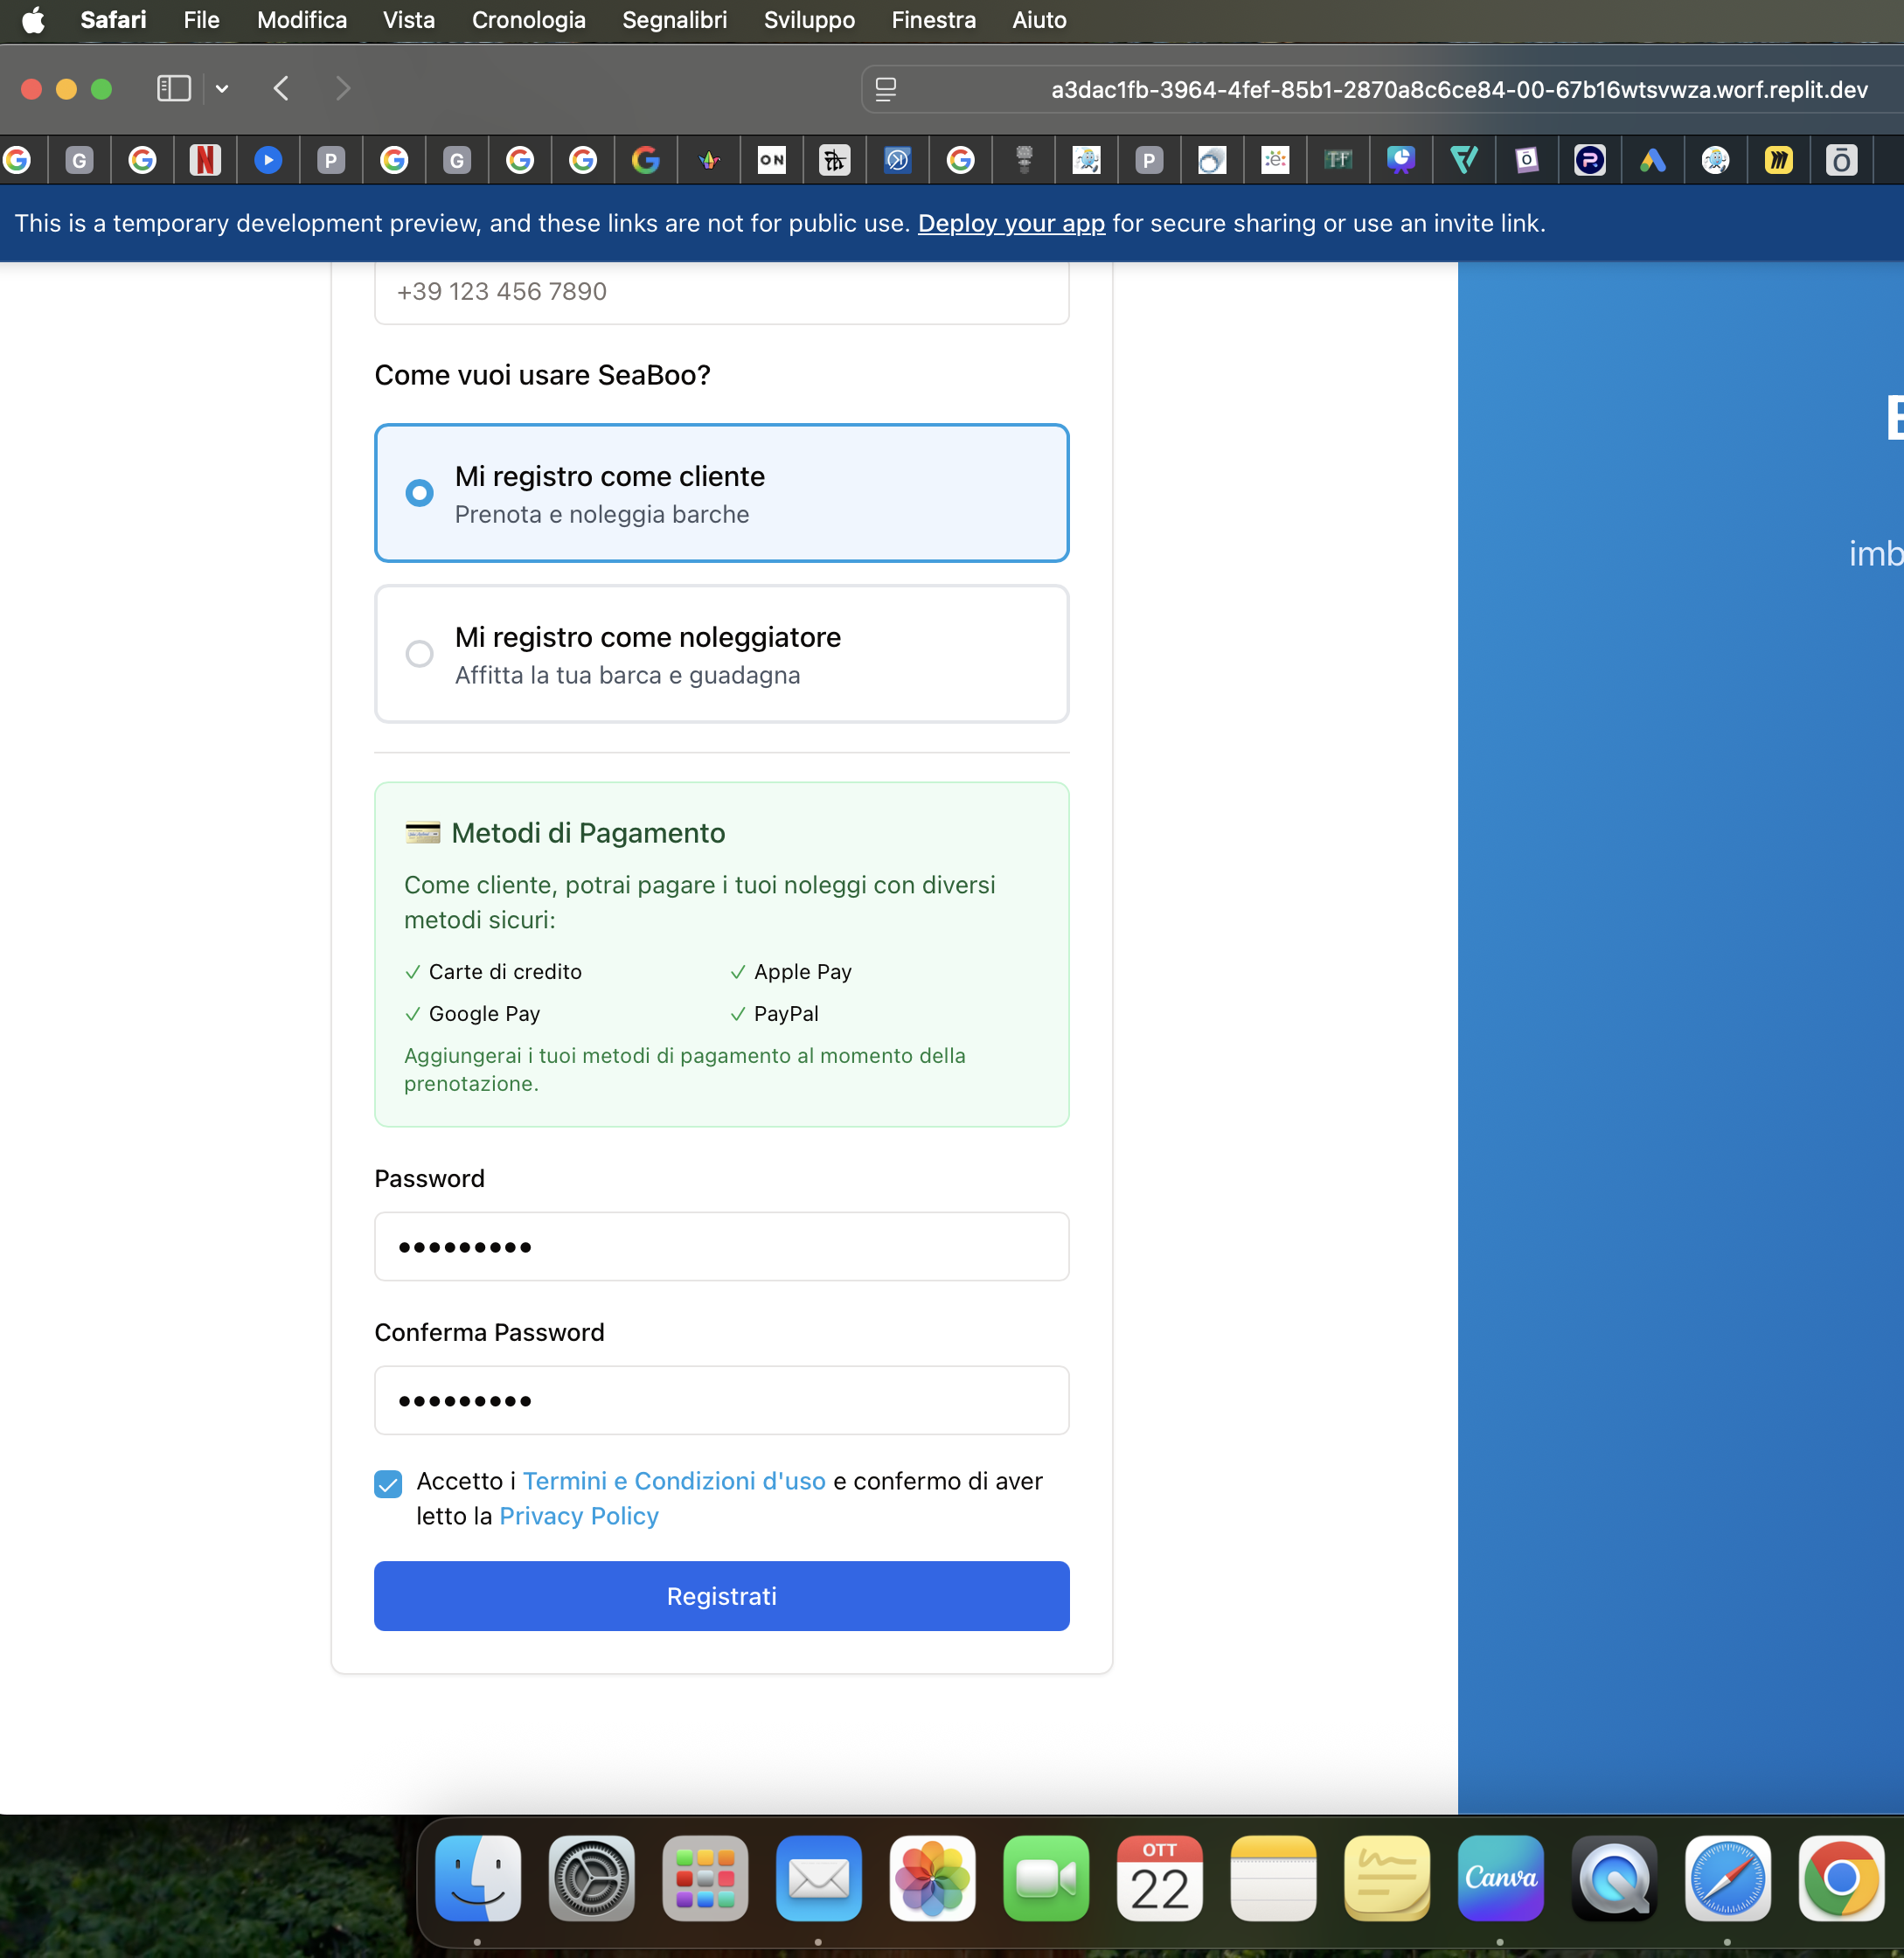 Safari File Modifica Vista Cronologia Segnalibri Sviluppo Finestra Aiuto
a3dac1fb-3964-4fef-85b1-2870a8c6ce84-00-67b16wtsvwza.worf.replit.dev
This is a temporary development preview, and these links are not for public use. Deploy your app for secure sharing or use an invite link.
+39 123 456 7890
Come vuoi usare SeaBoo?
Mi registro come cliente
Prenota e noleggia barche
Mi registro come noleggiatore
Affitta la tua barca e guadagna
Metodi di Pagamento
Come cliente, potrai pagare i tuoi noleggi con diversi
metodi sicuri:
✓ Carte di credito
✓ Apple Pay
✓ Google Pay
✓ PayPal
Aggiungerai i tuoi metodi di pagamento al momento della
prenotazione.
Password
•••••••••
Conferma Password
•••••••••
Accetto i Termini e Condizioni d'uso e confermo di aver
letto la Privacy Policy
Registrati
imb
OTT
22
Canva